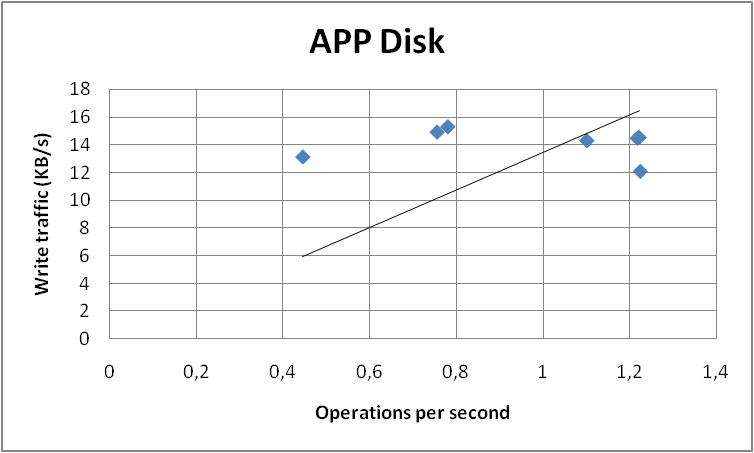 APP Disk
18
16
14
12
10
8
6
4
2
0
Write traffic (KB/s)
0 0,2 0,4 0,6 0,8 1 1,2 1,4
Operations per second